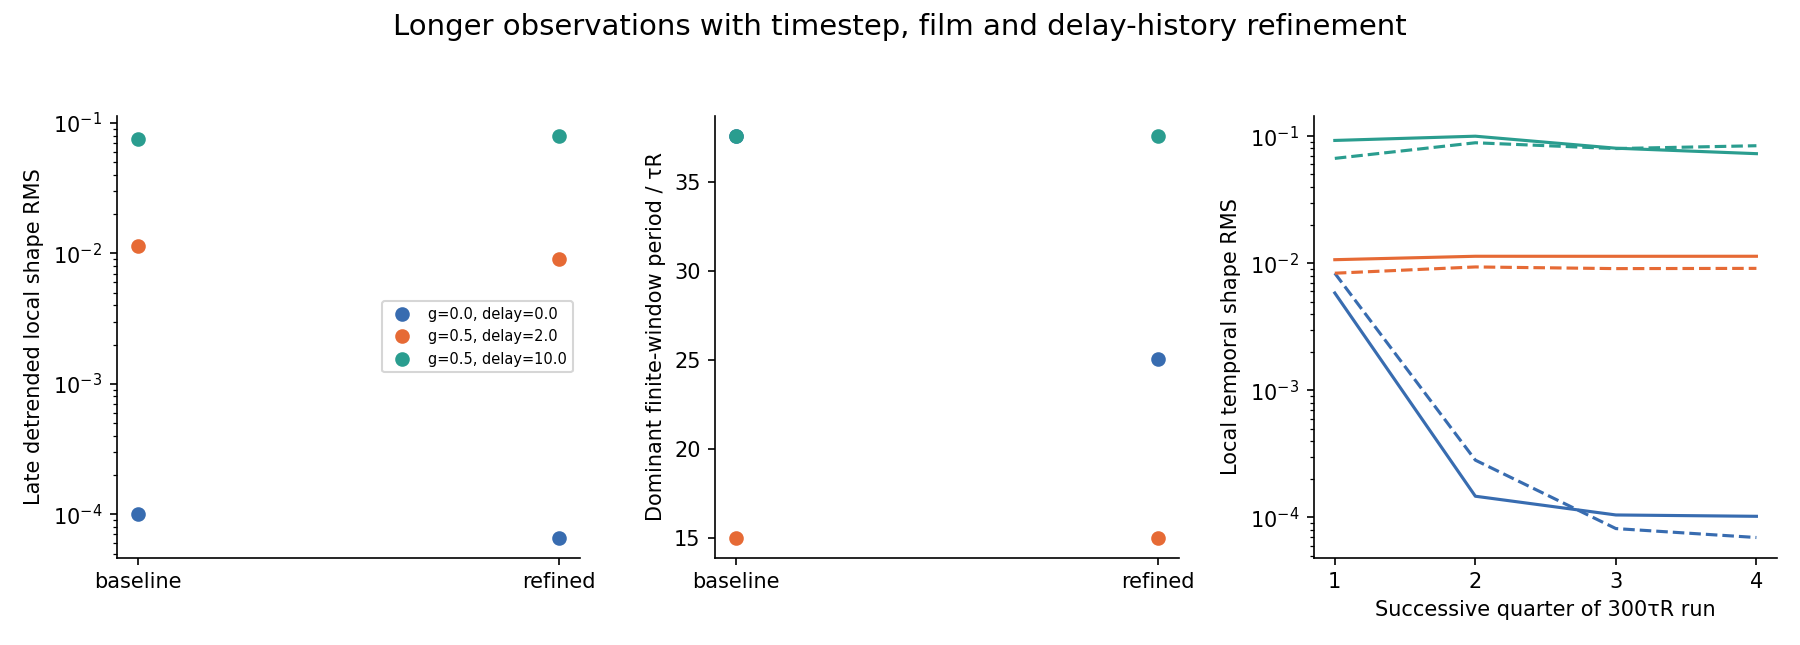 Longer observations with timestep, film and delay-history refinement
Late detrended local shape RMS
10⁻¹
10⁻²
10⁻³
10⁻⁴
g=0.0, delay=0.0
g=0.5, delay=2.0
g=0.5, delay=10.0
baseline
refined
Dominant finite-window period / τR
35
30
25
20
15
baseline
refined
Local temporal shape RMS
10⁻¹
10⁻²
10⁻³
10⁻⁴
1
2
3
4
Successive quarter of 300τR run